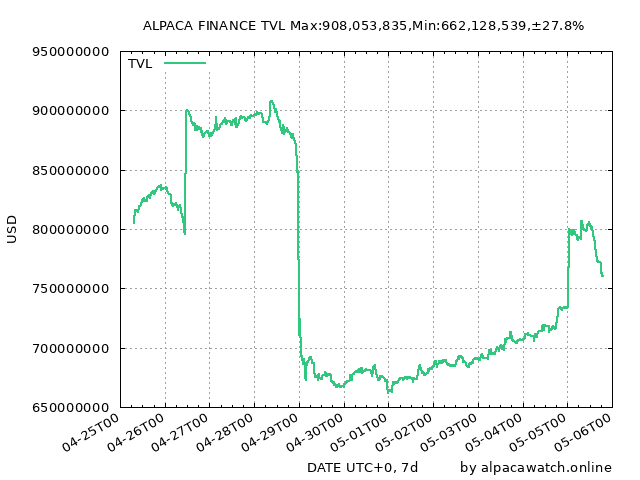 ALPACA FINANCE TVL Max:908,053,835,Min:662,128,539,±27.8%
TVL
950000000
900000000
850000000
800000000
750000000
700000000
650000000
USD
04-25T00
04-26T00
04-27T00
04-28T00
04-29T00
04-30T00
05-01T00
05-02T00
05-03T00
05-04T00
05-05T00
05-06T00
DATE UTC+0, 7d
by alpacawatch.online